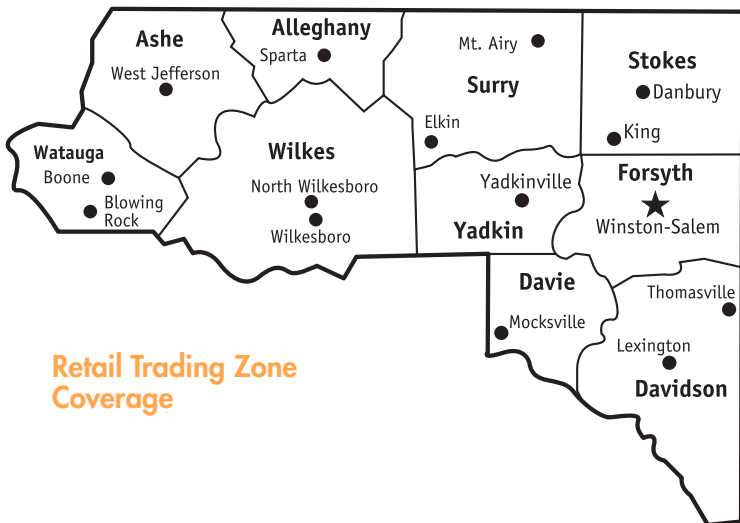 Ashe
West Jefferson
Alleghany
Sparta
Mt. Airy
Surry
Elkin
Stokes
Danbury
King
Watauga
Boone
Blowing
Rock
Wilkes
North Wilkesboro
Wilkesboro
Yadkinville
Yadkin
Forsyth
Winston-Salem
Davie
Mocksville
Thomasville
Lexington
Davidson
Retail Trading Zone
Coverage